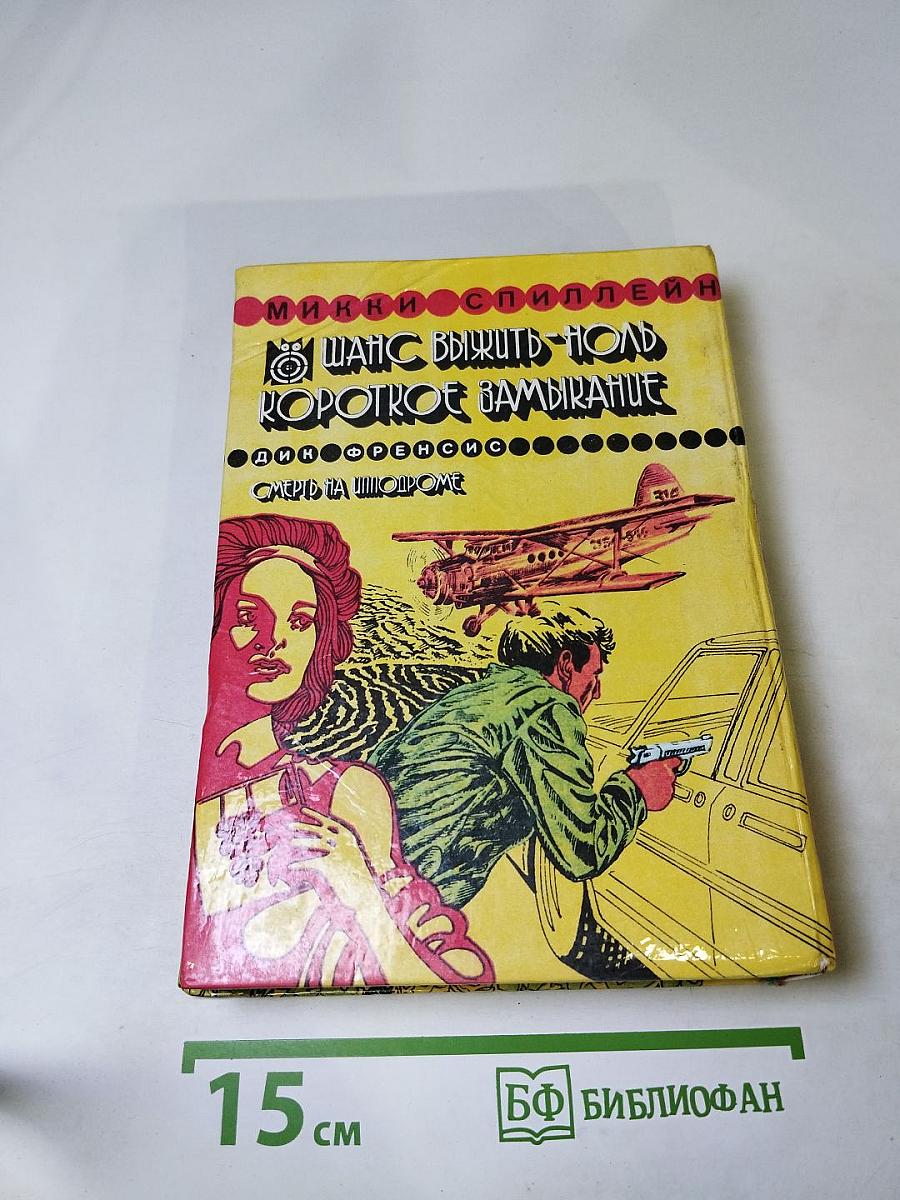 МИККИ СПИЛЛЕЙН
ШАНС ВЫЖИТЬ-НОЛЬ
КОРОТКОЕ ЗАМЫКАНИЕ
ДИК ФРЕНСИС
СМЕРТЬ НА ИППОДРОМЕ
15 см
БФ БИБЛИОФАН